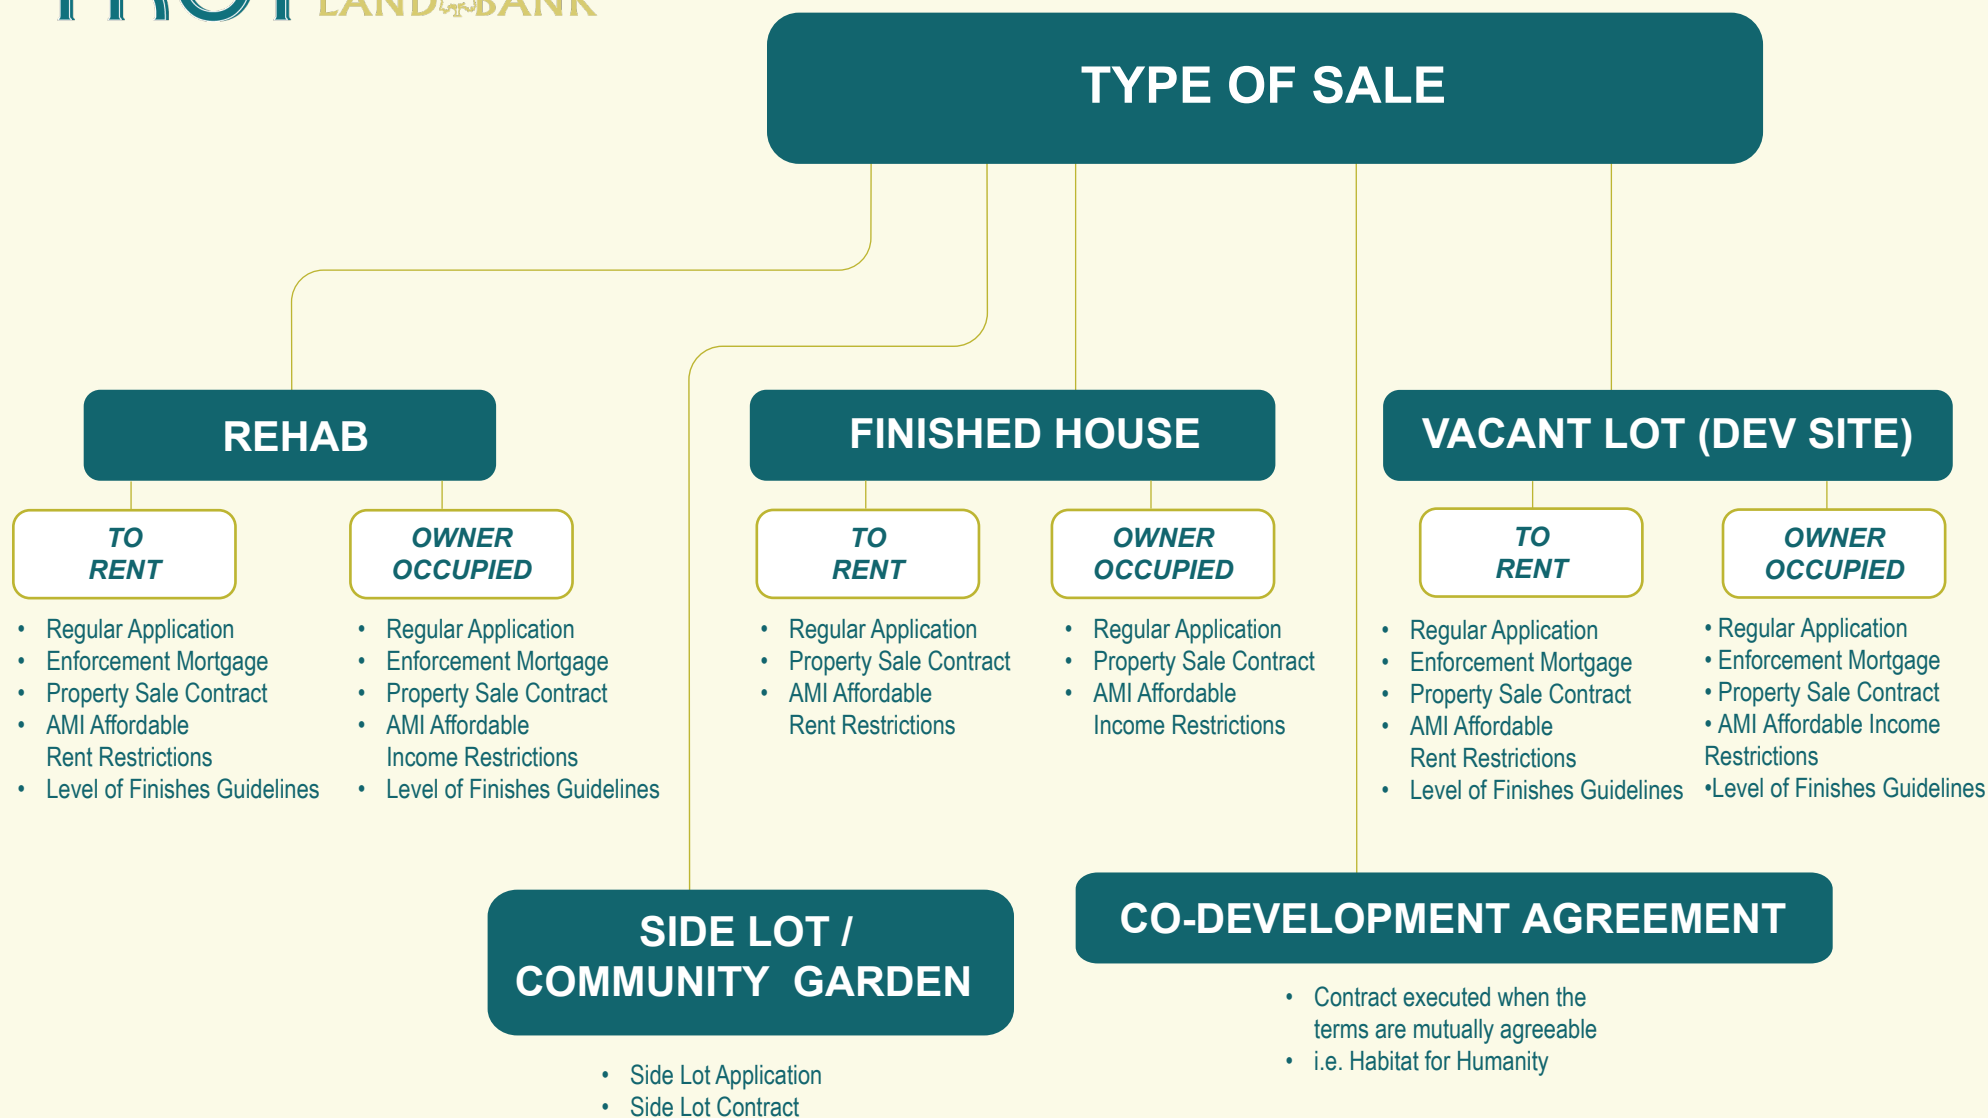 LAND BANK
TYPE OF SALE
REHAB
TO
RENT
• Regular Application
• Enforcement Mortgage
• Property Sale Contract
• AMI Affordable
Rent Restrictions
• Level of Finishes Guidelines
OWNER
OCCUPIED
• Regular Application
• Enforcement Mortgage
• Property Sale Contract
• AMI Affordable
Income Restrictions
• Level of Finishes Guidelines
FINISHED HOUSE
TO
RENT
• Regular Application
• Property Sale Contract
• AMI Affordable
Rent Restrictions
OWNER
OCCUPIED
• Regular Application
• Property Sale Contract
• AMI Affordable
Income Restrictions
VACANT LOT (DEV SITE)
TO
RENT
• Regular Application
• Enforcement Mortgage
• Property Sale Contract
• AMI Affordable
Rent Restrictions
• Level of Finishes Guidelines
OWNER
OCCUPIED
• Regular Application
• Enforcement Mortgage
• Property Sale Contract
• AMI Affordable Income
Restrictions
•Level of Finishes Guidelines
SIDE LOT /
COMMUNITY GARDEN
• Side Lot Application
• Side Lot Contract
CO-DEVELOPMENT AGREEMENT
• Contract executed when the
terms are mutually agreeable
• i.e. Habitat for Humanity